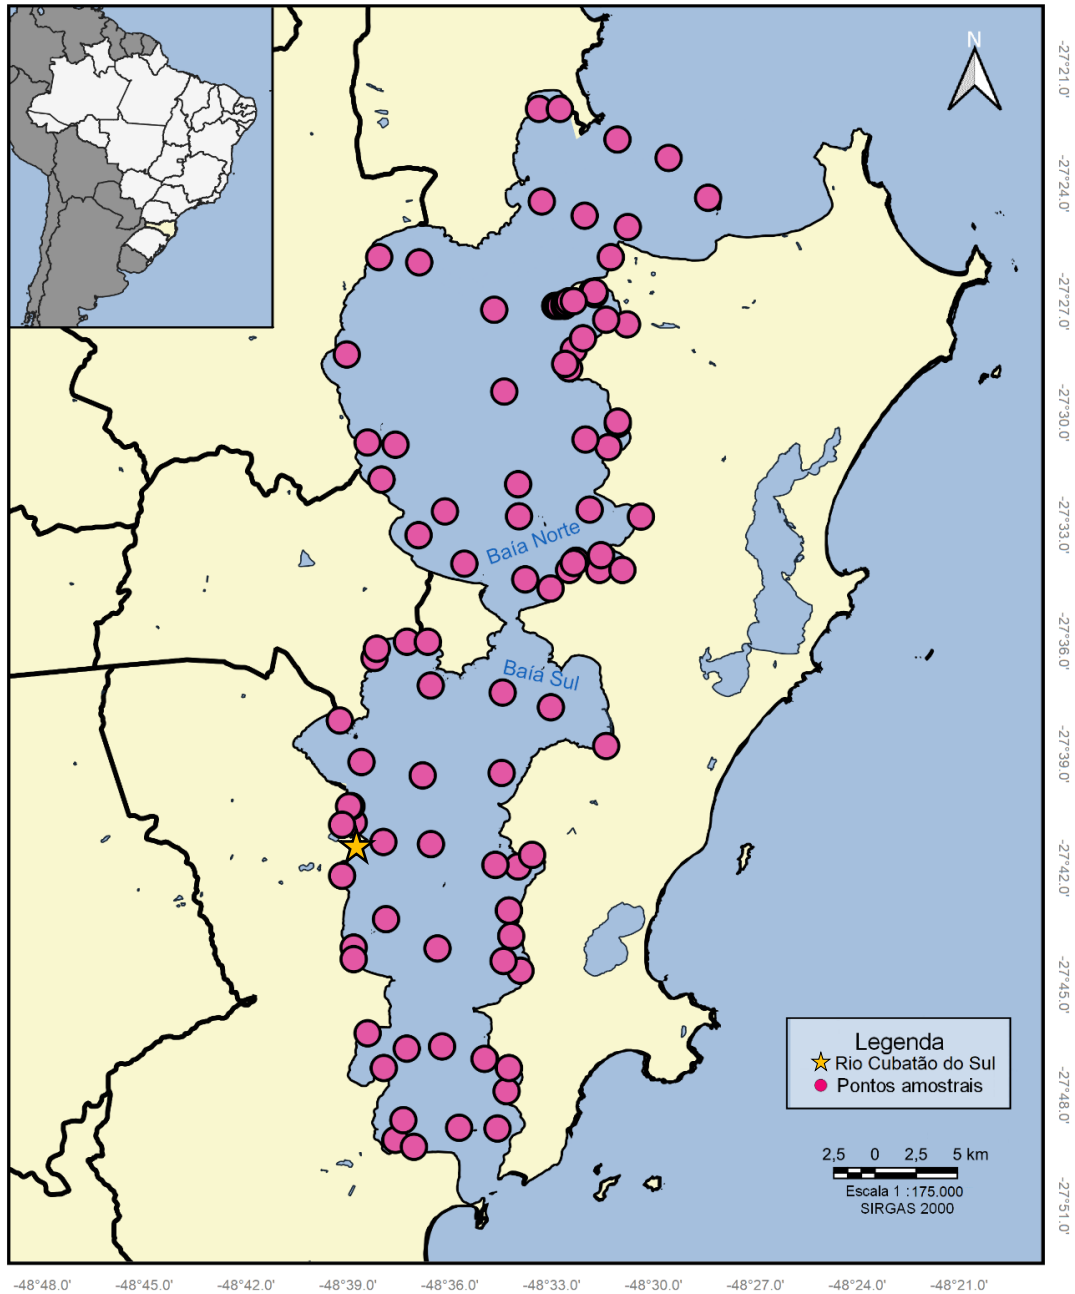 N
-27°21.0'
-27°24.0'
-27°27.0'
-27°30.0'
-27°33.0'
-27°36.0'
-27°39.0'
-27°42.0'
-27°45.0'
-27°48.0'
-27°51.0'
Baía Norte
Baía Sul
Legenda
Rio Cubatão do Sul
Pontos amostrais
2,5 0 2,5 5 km
Escala 1 :175.000
SIRGAS 2000
-48°48.0' -48°45.0' -48°42.0' -48°39.0' -48°36.0' -48°33.0' -48°30.0' -48°27.0' -48°24.0' -48°21.0'